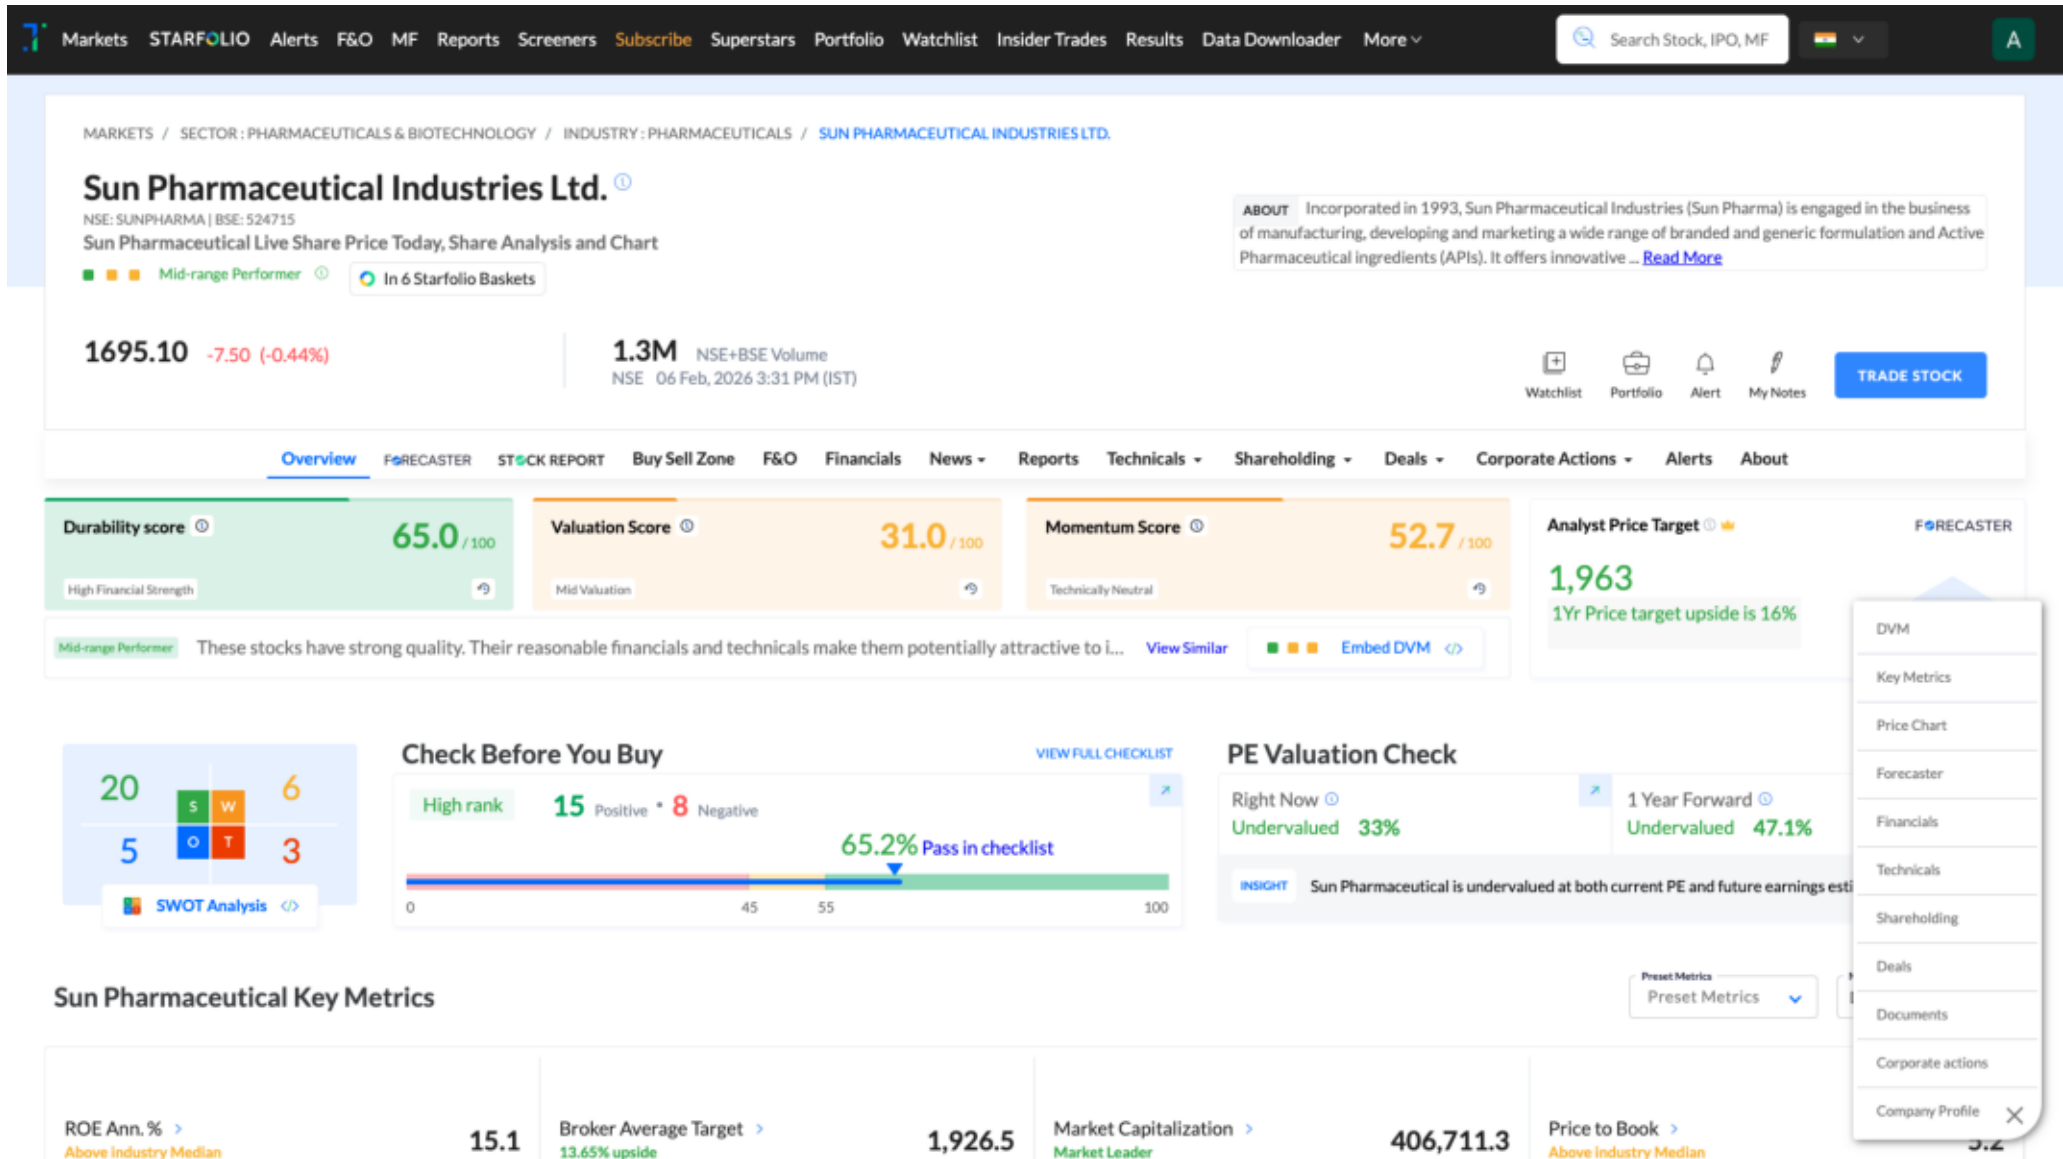 Markets STARFOLIO Alerts F&O MF Reports Screeners Subscribe Superstars Portfolio Watchlist Insider Trades Results Data Downloader More Search Stock, IPO, MF A
MARKETS / SECTOR : PHARMACEUTICALS & BIOTECHNOLOGY / INDUSTRY : PHARMACEUTICALS / SUN PHARMACEUTICAL INDUSTRIES LTD.
Sun Pharmaceutical Industries Ltd.
NSE: SUNPHARMA | BSE: 524715
Sun Pharmaceutical Live Share Price Today, Share Analysis and Chart
Mid-range Performer In 6 Starfolio Baskets
ABOUT Incorporated in 1993, Sun Pharmaceutical Industries (Sun Pharma) is engaged in the business
of manufacturing, developing and marketing a wide range of branded and generic formulation and Active
Pharmaceutical ingredients (APIs). It offers innovative ... Read More
1695.10 -7.50 (-0.44%)
1.3M NSE+BSE Volume
NSE 06 Feb, 2026 3:31 PM (IST)
Watchlist Portfolio Alert My Notes TRADE STOCK
Overview FORECASTER STOCK REPORT Buy Sell Zone F&O Financials News Reports Technicals Shareholding Deals Corporate Actions Alerts About
Durability score 65.0 / 100
High Financial Strength
Valuation Score 31.0 / 100
Mid Valuation
Momentum Score 52.7 / 100
Technically Neutral
Analyst Price Target FORECASTER
1,963
1Yr Price target upside is 16%
Mid-range Performer These stocks have strong quality. Their reasonable financials and technicals make them potentially attractive to i... View Similar Embed DVM </>
20 S W 6
5 O T 3
SWOT Analysis </>
Check Before You Buy VIEW FULL CHECKLIST
High rank 15 Positive • 8 Negative
65.2% Pass in checklist
0 45 55 100
PE Valuation Check
Right Now
Undervalued 33%
1 Year Forward
Undervalued 47.1%
INSIGHT Sun Pharmaceutical is undervalued at both current PE and future earnings esti
DVM
Key Metrics
Price Chart
Forecaster
Financials
Technicals
Shareholding
Deals
Documents
Corporate actions
Company Profile
Sun Pharmaceutical Key Metrics
Preset Metrics
Preset Metrics
ROE Ann. % 15.1
Above industry Median
Broker Average Target 1,926.5
13.65% upside
Market Capitalization 406,711.3
Market Leader
Price to Book
Above industry Median